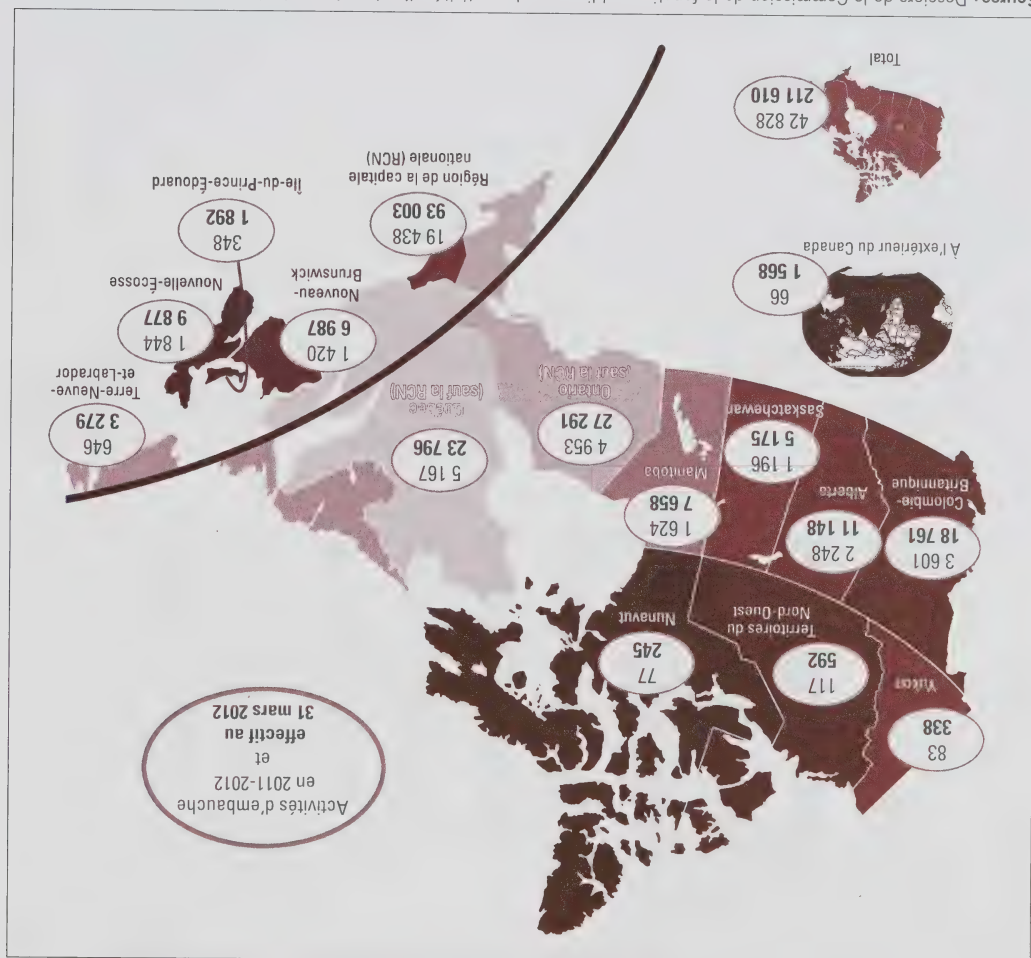 Activités d'embauche
en 2011-2012
et
effectif au
31 mars 2012
83
338
Yukon
117
592
Territoires du
Nord-Ouest
77
245
Nunavut
3 601
18 761
Colombie-
Britannique
2 248
11 148
Alberta
1 196
5 175
Saskatchewan
1 624
7 658
Manitoba
4 953
27 291
Ontario
(sauf la RCN)
5 167
23 796
Québec
(sauf la RCN)
646
3 279
Terre-Neuve-
et-Labrador
1 420
6 987
Nouveau-
Brunswick
1 844
9 877
Nouvelle-Écosse
348
1 892
Île-du-Prince-Édouard
19 438
93 003
Région de la capitale
nationale (RCN)
66
1 568
À l'extérieur du Canada
42 828
211 610
Total